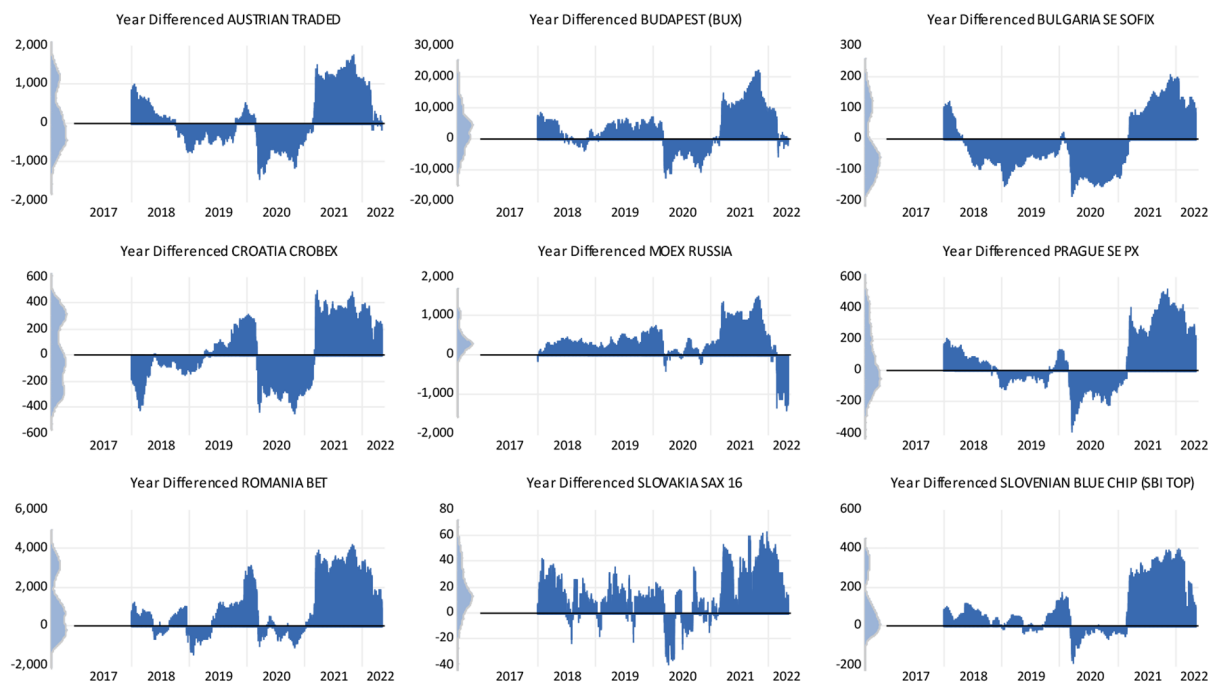 Year Differenced AUSTRIAN TRADED
2,000
1,000
0
-1,000
-2,000
2017 2018 2019 2020 2021 2022
Year Differenced BUDAPEST (BUX)
30,000
20,000
10,000
0
-10,000
-20,000
2017 2018 2019 2020 2021 2022
Year Differenced BULGARIA SE SOFIX
300
200
100
0
-100
-200
2017 2018 2019 2020 2021 2022
Year Differenced CROATIA CROBEX
600
400
200
0
-200
-400
-600
2017 2018 2019 2020 2021 2022
Year Differenced MOEX RUSSIA
2,000
1,000
0
-1,000
-2,000
2017 2018 2019 2020 2021 2022
Year Differenced PRAGUE SE PX
600
400
200
0
-200
-400
2017 2018 2019 2020 2021 2022
Year Differenced ROMANIA BET
6,000
4,000
2,000
0
-2,000
2017 2018 2019 2020 2021 2022
Year Differenced SLOVAKIA SAX 16
80
60
40
20
0
-20
-40
2017 2018 2019 2020 2021 2022
Year Differenced SLOVENIAN BLUE CHIP (SBI TOP)
600
400
200
0
-200
2017 2018 2019 2020 2021 2022